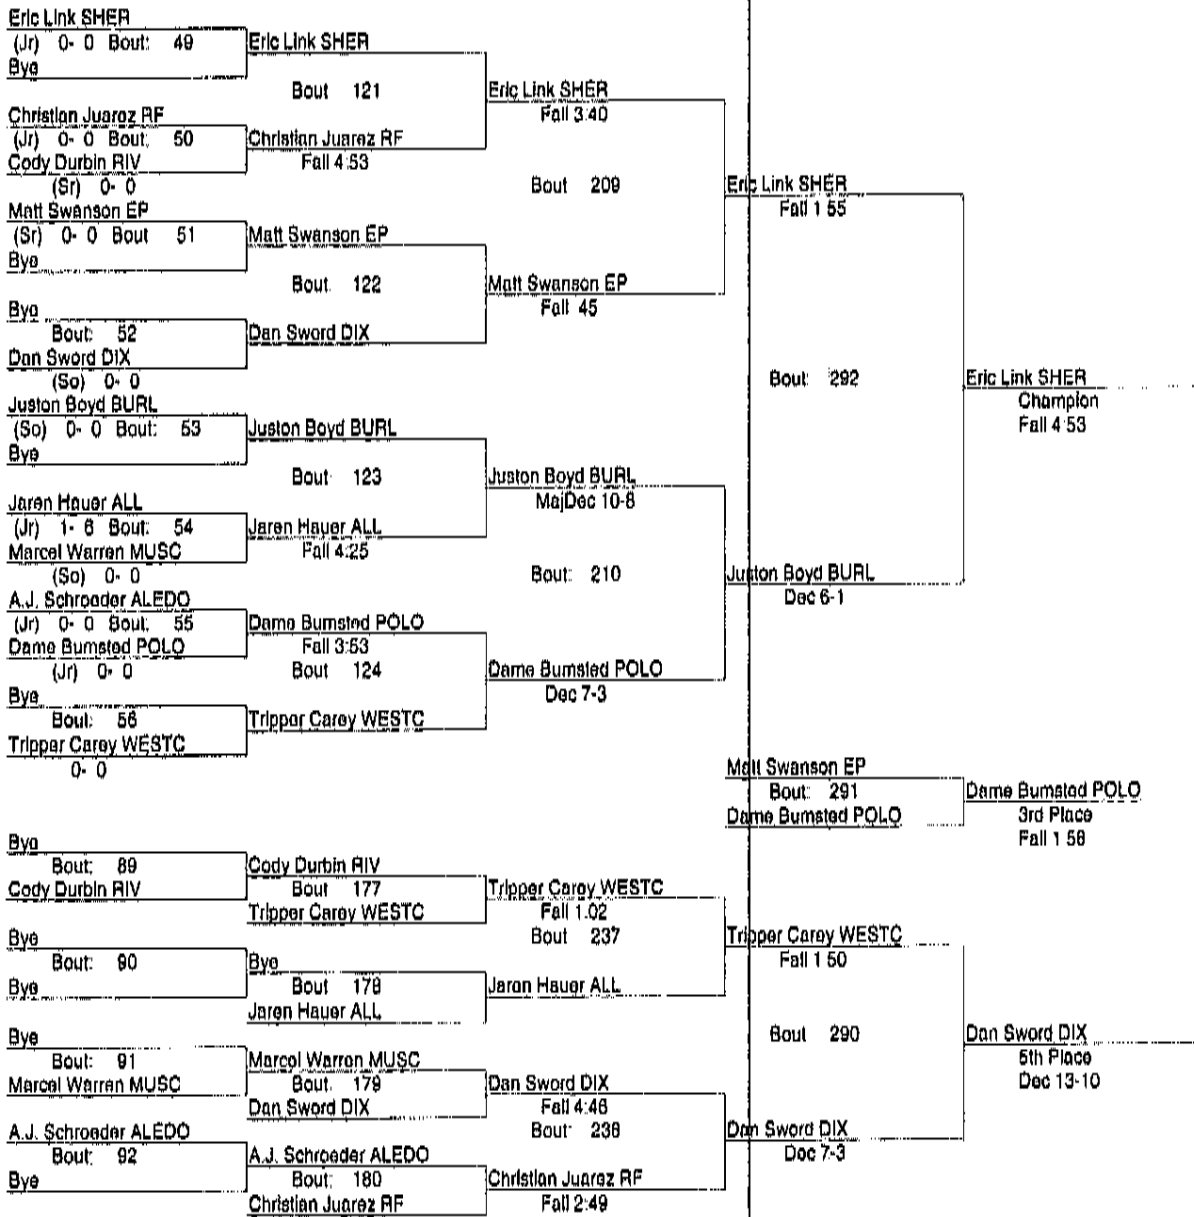 Eric Link SHER
(Jr) 0- 0 Bout: 49
Bye
Eric Link SHER
Bout 121
Christian Juarez RF
(Jr) 0- 0 Bout: 50
Cody Durbin RIV
(Sr) 0- 0
Christian Juarez RF
Fall 4:53
Eric Link SHER
Fall 3:40
Bout 209
Matt Swanson EP
(Sr) 0- 0 Bout 51
Bye
Matt Swanson EP
Bout 122
Bye
Bout: 52
Dan Sword DIX
(So) 0- 0
Dan Sword DIX
Matt Swanson EP
Fall 45
Eric Link SHER
Fall 1 55
Bout: 292
Juston Boyd BURL
(So) 0- 0 Bout: 53
Bye
Juston Boyd BURL
Bout 123
Jaren Hauer ALL
(Jr) 1- 6 Bout: 54
Marcel Warren MUSC
(So) 0- 0
Jaren Hauer ALL
Fall 4:25
Juston Boyd BURL
MajDec 10-8
Bout: 210
A.J. Schroeder ALEDO
(Jr) 0- 0 Bout: 55
Dame Bumsted POLO
(Jr) 0- 0
Dame Bumsted POLO
Fall 3:53
Bout 124
Bye
Bout: 56
Tripper Carey WESTC
0- 0
Tripper Carey WESTC
Dame Bumsted POLO
Dec 7-3
Juston Boyd BURL
Dec 6-1
Eric Link SHER
Champion
Fall 4:53
Matt Swanson EP
Bout: 291
Dame Bumsted POLO
Dame Bumsted POLO
3rd Place
Fall 1 56
Bye
Bout: 89
Cody Durbin RIV
Cody Durbin RIV
Bout 177
Tripper Carey WESTC
Tripper Carey WESTC
Fall 1.02
Bout 237
Bye
Bout: 90
Bye
Bye
Bout 178
Jaren Hauer ALL
Jaren Hauer ALL
Tripper Carey WESTC
Fall 1 50
Bout 290
Bye
Bout: 91
Marcel Warren MUSC
Marcel Warren MUSC
Bout. 179
Dan Sword DIX
Dan Sword DIX
Fall 4:46
Bout 238
A.J. Schroeder ALEDO
Bout: 92
Bye
A.J. Schroeder ALEDO
Bout: 180
Christian Juarez RF
Christian Juarez RF
Fall 2:49
Dan Sword DIX
Dec 7-3
Dan Sword DIX
5th Place
Dec 13-10